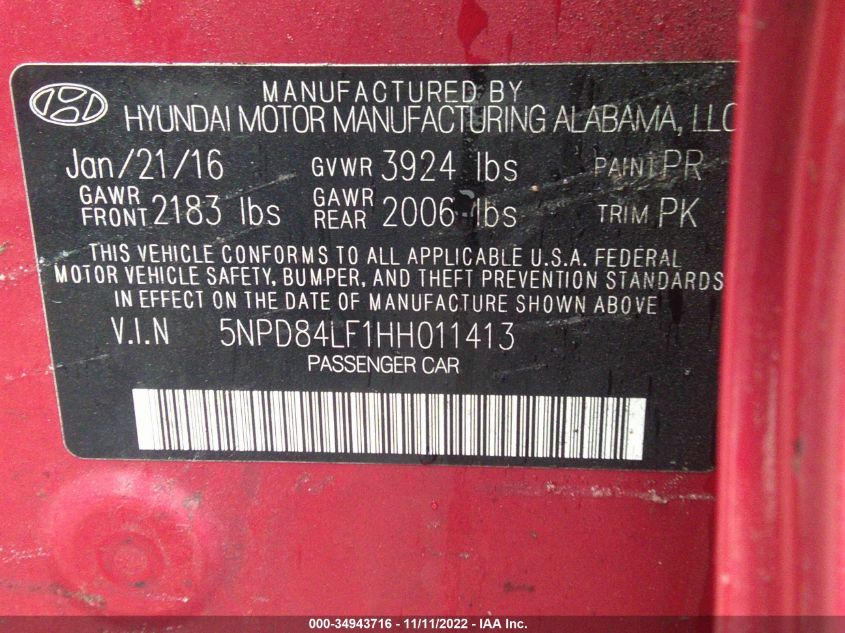 MANUFACTURED BY
HYUNDAI MOTOR MANUFACTURING ALABAMA, LLC
Jan/21/16 GVWR 3924 lbs PAINT PR
GAWR FRONT 2183 lbs GAWR REAR 2006 lbs TRIM PK
THIS VEHICLE CONFORMS TO ALL APPLICABLE U.S.A. FEDERAL
MOTOR VEHICLE SAFETY, BUMPER, AND THEFT PREVENTION STANDARDS
IN EFFECT ON THE DATE OF MANUFACTURE SHOWN ABOVE
V.I.N 5NPD84LF1HH011413
PASSENGER CAR
000-34943716 - 11/11/2022 - IAA Inc.